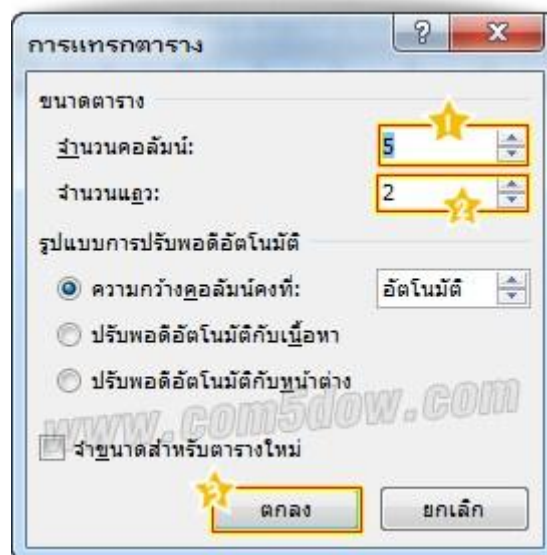 การแทรกตาราง
ขนาดตาราง
จำนวนคอลัมน์: 5
1
จำนวนแถว: 2
2
รูปแบบการปรับพอดีอัตโนมัติ
ความกว้างคอลัมน์คงที่: อัตโนมัติ
ปรับพอดีอัตโนมัติกับเนื้อหา
ปรับพอดีอัตโนมัติกับหน้าต่าง
www.com5dow.com
จำขนาดสำหรับตารางใหม่
3
ตกลง ยกเลิก